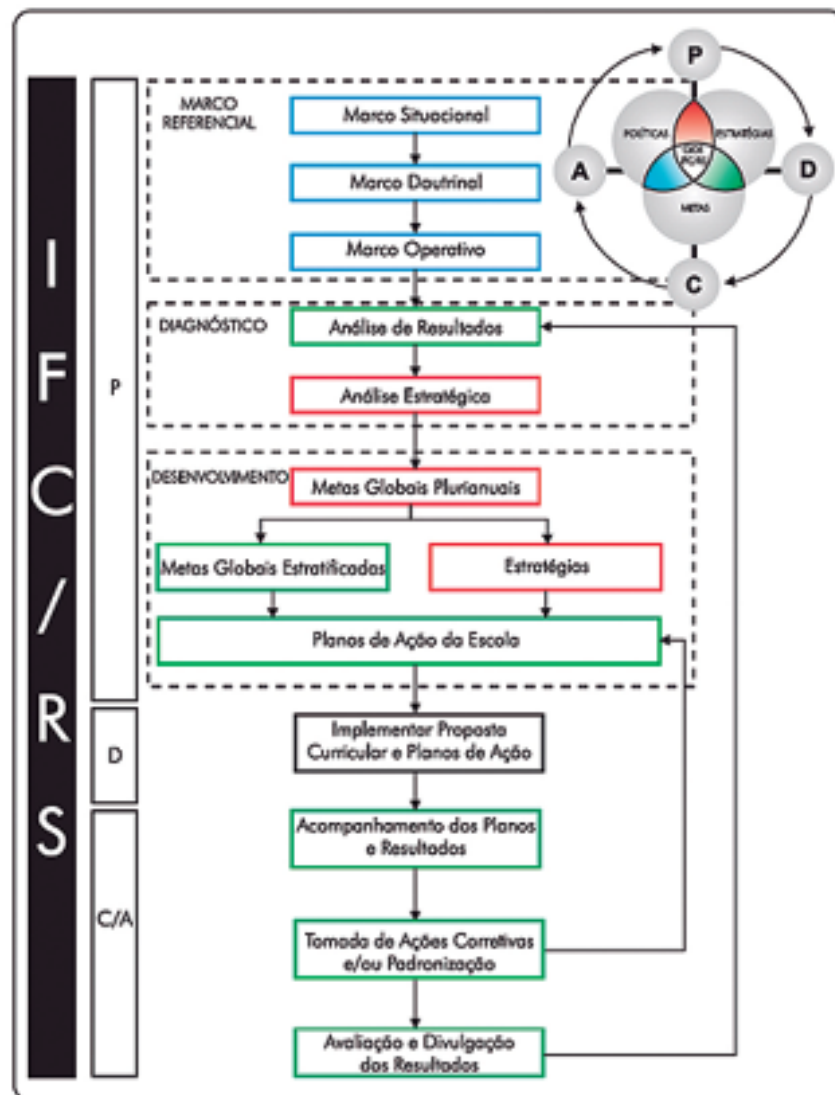 MARCO
REFERENCIAL
Marco Situacional
Marco Doutrinal
Marco Operativo
P
POLÍTICAS
ESTRATÉGIAS
A
D
METAS
C
IFC/RS
P
DIAGNÓSTICO
Análise de Resultados
Análise Estratégica
DESENVOLVIMENTO
Metas Globais Plurianuais
Metas Globais Estratificadas
Estratégias
Planos de Ação da Escola
D
Implementar Proposta
Curricular e Planos de Ação
C/A
Acompanhamento dos Planos
e Resultados
Tomada de Ações Corretivas
e/ou Padronização
Avaliação e Divulgação
dos Resultados